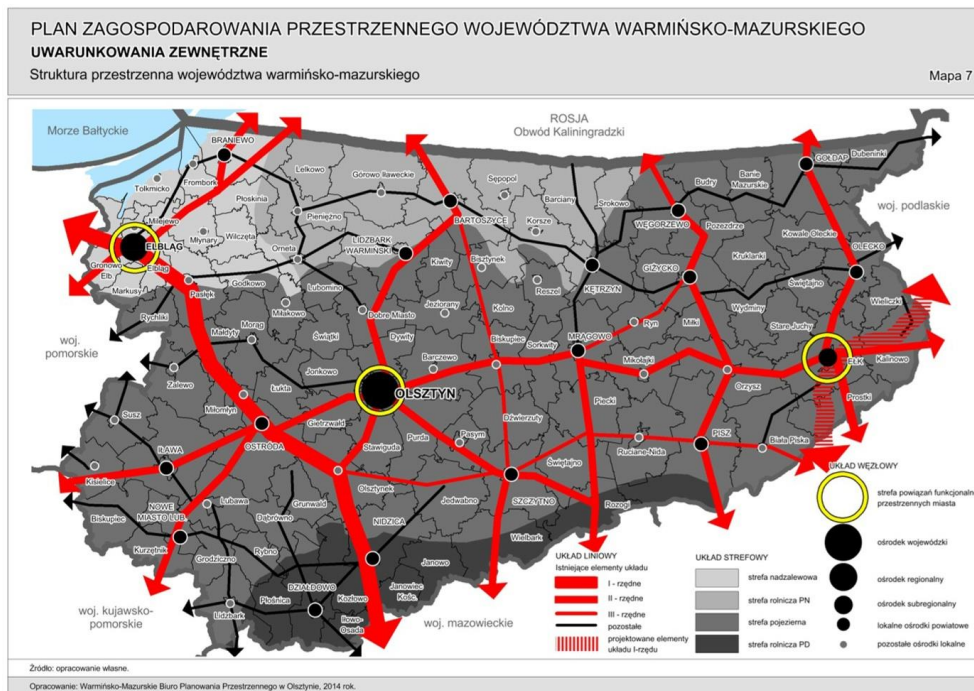 PLAN ZAGOSPODAROWANIA PRZESTRZENNEGO WOJEWÓDZTWA WARMIŃSKO-MAZURSKIEGO
UWARUNKOWANIA ZEWNĘTRZNE
Struktura przestrzenna województwa warmińsko-mazurskiego
Mapa 7
Morze Bałtyckie
ROSJA
Obwód Kaliningradzki
BRANIEWO
GOŁDAP
Dubeninki
Lelkowo
Górowo Iławeckie
Sępopol
Barciany
Srokowo
Budry
Banie
Mazurskie
Frombork
Tolkmicko
Płoskinia
woj. podlaskie
Pieniężno
BARTOSZYCE
Korsze
WĘGORZEWO
Pozezdrze
Kowale Oleckie
Milejewo
Młynary
Wilczęta
ELBLĄG
Orneta
LIDZBARK
WARMIŃSKI
Kiwity
Bisztynek
Kruklanki
OLECKO
Gronowo
Elb
Elbląg
Godkowo
Lubomino
Reszel
KĘTRZYN
GIŻYCKO
Świętajno
Markusy
Pasłęk
Miłakowo
Jeziorany
Kolno
Wydminy
Wieliczki
Rychliki
Dobre Miasto
Ryn
Miłki
Małdyty
Morąg
Świątki
Dywity
Biskupiec
Sorkwity
MRĄGOWO
Stare Juchy
woj.
pomorskie
Jonkowo
Barczewo
Mikołajki
EŁK
Kalinowo
Zalewo
Łukta
OLSZTYN
Orzysz
Prostki
Susz
Miłomłyn
Gietrzwałd
Purda
Dźwierzuty
Piecki
Stawiguda
Pasym
PISZ
Biała Piska
IŁAWA
OSTRÓDA
Ruciane-Nida
Kisielice
Olsztynek
Świętajno
Lubawa
Grunwald
Jedwabno
SZCZYTNO
Rozogi
Biskupiec
NOWE
MIASTO LUB.
Dąbrówno
NIDZICA
Wielbark
Kurzętnik
Rybno
Grodziczno
Janowo
DZIAŁDOWO
Kozłowo
Janowiec
Kośc.
Płośnica
woj. kujawsko-
pomorskie
Lidzbark
Iłowo-
Osada
woj. mazowieckie
UKŁAD LINIOWY
Istniejące elementy
układu
I - rzędne
II - rzędne
III - rzędne
pozostałe
projektowane elementy
układu I-rzędu
UKŁAD STREFOWY
strefa nadzalewowa
strefa rolnicza PN
strefa pojezierna
strefa rolnicza PD
UKŁAD WĘZŁOWY
strefa powiązań funkcjonalno
przestrzennych miasta
ośrodek wojewódzki
ośrodek regionalny
ośrodek subregionalny
lokalne ośrodki powiatowe
pozostałe ośrodki lokalne
Źródło: opracowanie własne.
Opracowanie: Warmińsko-Mazurskie Biuro Planowania Przestrzennego w Olsztynie, 2014 rok.